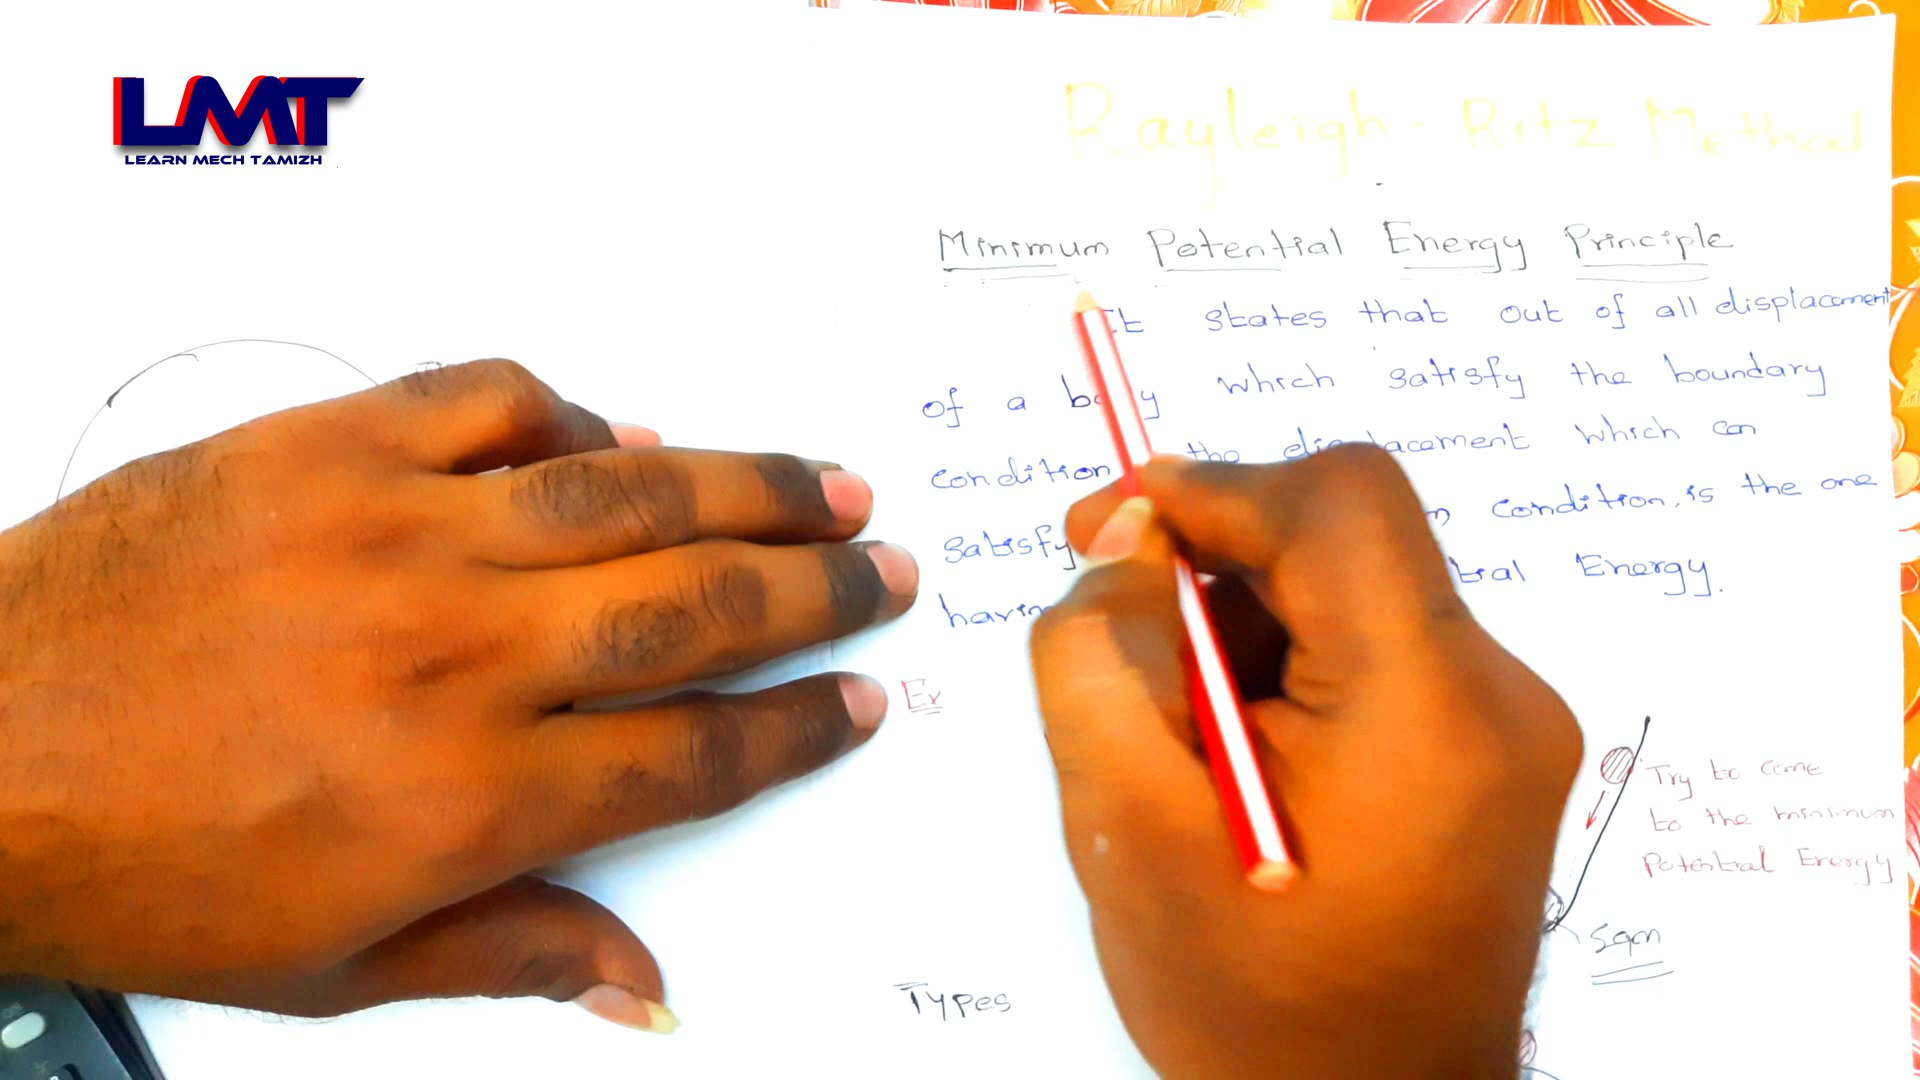 LMT
LEARN MECH TAMIZH
Rayleigh - Ritz Method
Minimum Potential Energy Principle
It states that out of all displacement
of a body which satisfy the boundary
condition the displacement which can
satisfy condition, is the one
Energy.
Ex
Try to come
to the minimum
Potential Energy
Types